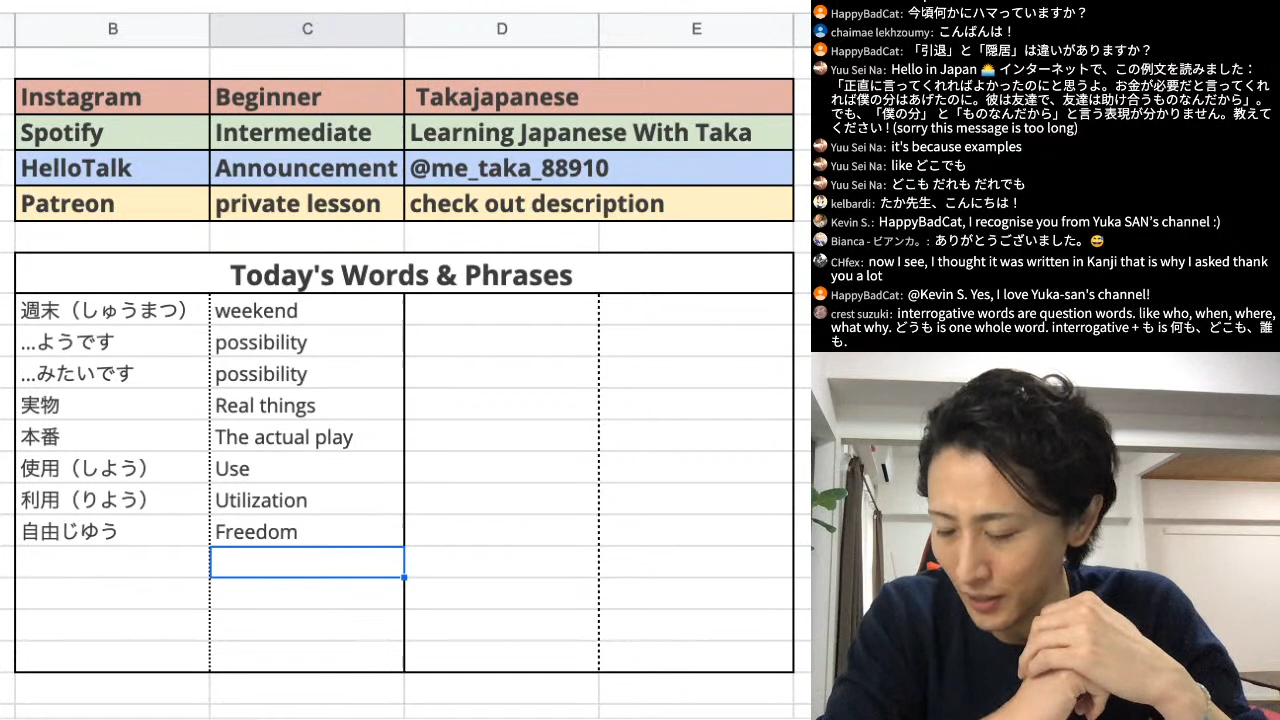 B C D E
Instagram Beginner Takajapanese
Spotify Intermediate Learning Japanese With Taka
HelloTalk Announcement @me_taka_88910
Patreon private lesson check out description
Today's Words & Phrases
週末（しゅうまつ） weekend
...ようです possibility
...みたいです possibility
実物 Real things
本番 The actual play
使用（しよう） Use
利用（りよう） Utilization
自由じゆう Freedom
HappyBadCat: 今頃何かにハマっていますか？
chaimae lekhzoumy: こんばんは！
HappyBadCat: 「引退」と「隠居」は違いがありますか？
Yuu Sei Na: Hello in Japan 🌅 インターネットで、この例文を読みました：
「正直に言ってくれればよかったのにと思うよ。お金が必要だと言ってくれ
れば僕の分はあげたのに。彼は友達で、友達は助け合うものなんだから」。
でも、「僕の分」 と「ものなんだから」と言う表現が分かりません。教えて
ください ! (sorry this message is too long)
Yuu Sei Na: it's because examples
Yuu Sei Na: like どこでも
Yuu Sei Na: どこも だれも だれでも
kelbardi: たか先生、こんにちは！
Kevin S.: HappyBadCat, I recognise you from Yuka SAN’s channel :)
Bianca - ビアンカ。: ありがとうございました。😅
CHfex: now I see, I thought it was written in Kanji that is why I asked thank
you a lot
HappyBadCat: @Kevin S. Yes, I love Yuka-san's channel!
crest suzuki: interrogative words are question words. like who, when, where,
what why. どうも is one whole word. interrogative + も is 何も、どこも、誰
も.